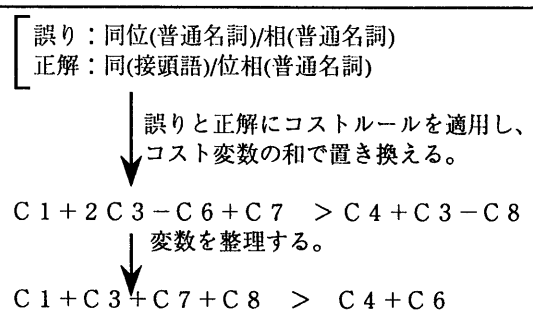 誤り：同位(普通名詞)/相(普通名詞)
正解：同(接頭語)/位相(普通名詞)
誤りと正解にコストルールを適用し、
コスト変数の和で置き換える。
C1+2C3−C6+C7 > C4+C3−C8
変数を整理する。
C1+C3+C7+C8 > C4+C6